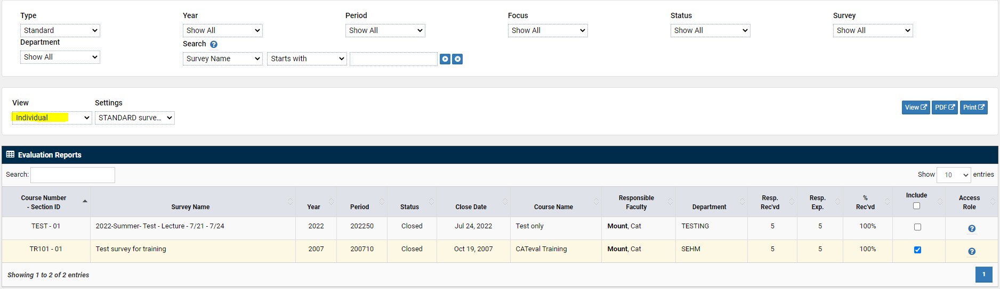 Type Year Period Focus Status Survey
Standard Show All Show All Show All Show All Show All
Department Search
Show All Survey Name Starts with
View Settings
Individual STANDARD surve... View PDF Print
Evaluation Reports
Search: Show 10 entries
Course Number - Section ID Survey Name Year Period Status Close Date Course Name Responsible Faculty Department Resp. Rec'vd Resp. Exp. % Rec'vd Include Access Role
TEST - 01 2022-Summer- Test - Lecture - 7/21 - 7/24 2022 202250 Closed Jul 24, 2022 Test only Mount, Cat TESTING 5 5 100%
TR101 - 01 Test survey for training 2007 200710 Closed Oct 19, 2007 CATeval Training Mount, Cat SEHM 5 5 100%
Showing 1 to 2 of 2 entries 1